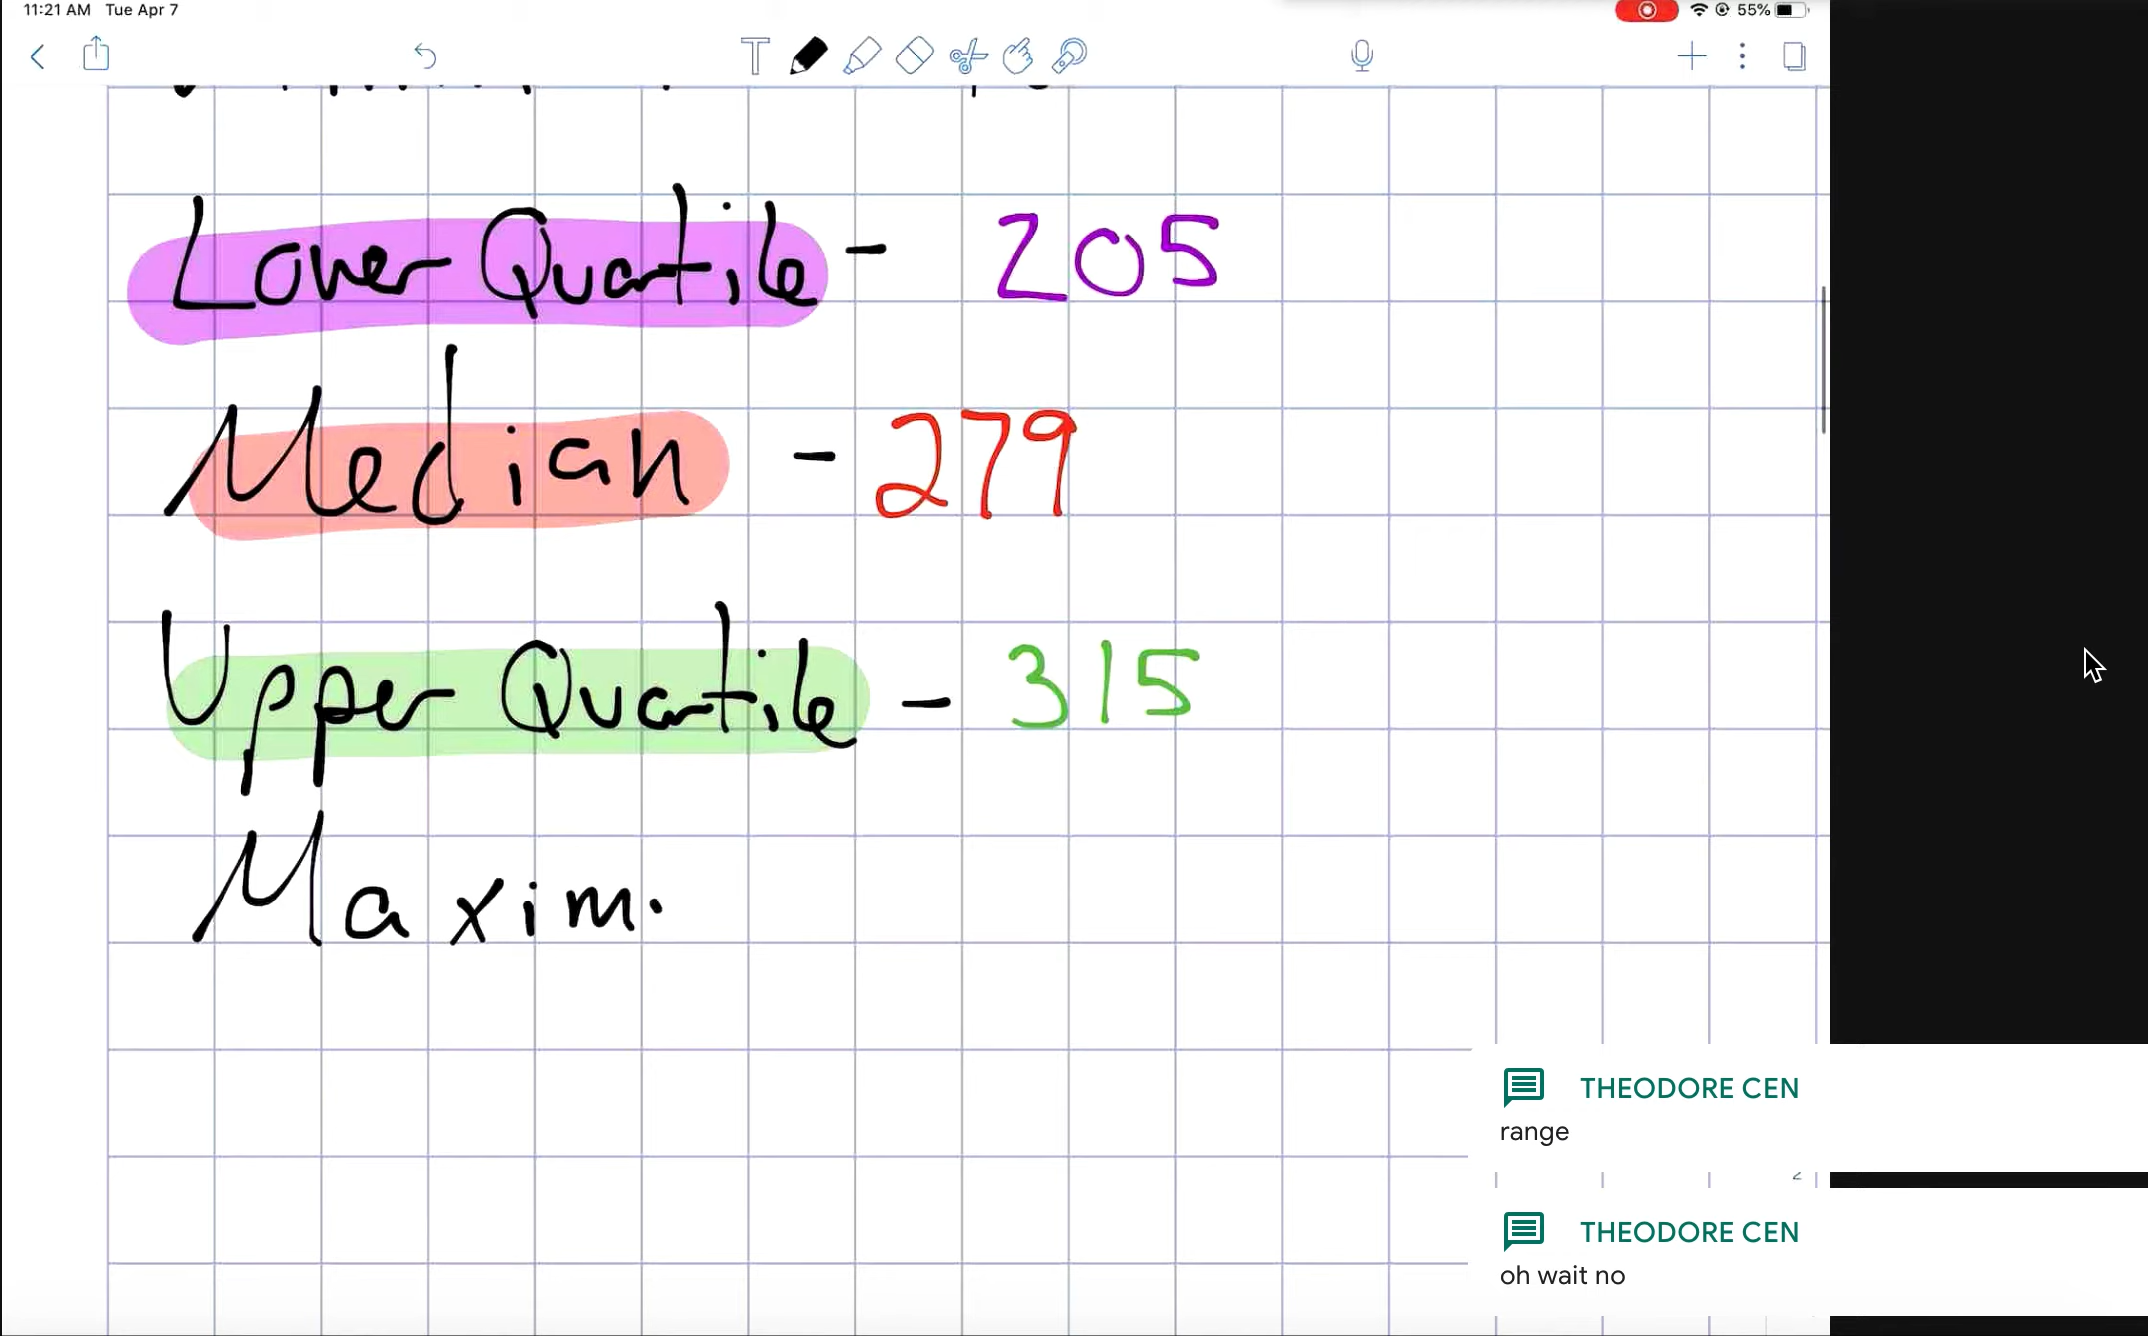 11:21 AM Tue Apr 7
55%
Lower Quartile - 205
Median - 279
Upper Quartile - 315
Maxim.
THEODORE CEN
range
2
THEODORE CEN
oh wait no